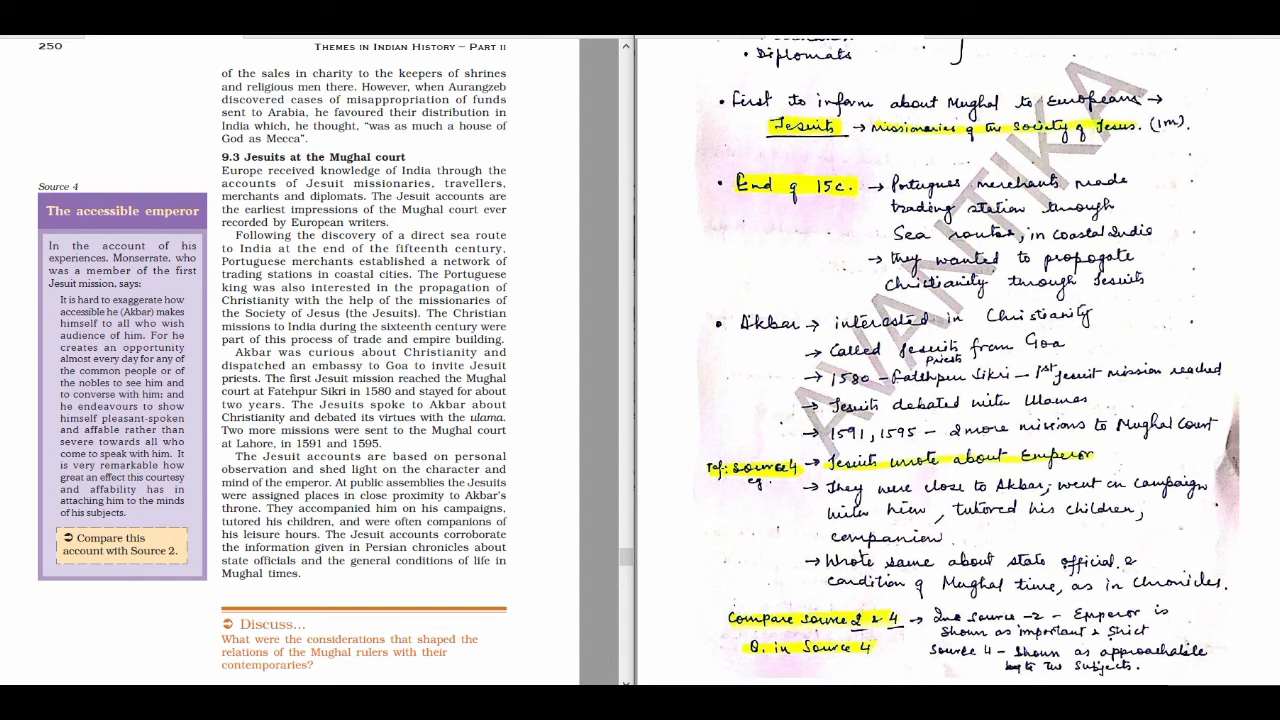 250
THEMES IN INDIAN HISTORY – PART II
of the sales in charity to the keepers of shrines
and religious men there. However, when Aurangzeb
discovered cases of misappropriation of funds
sent to Arabia, he favoured their distribution in
India which, he thought, “was as much a house of
God as Mecca”.
9.3 Jesuits at the Mughal court
Europe received knowledge of India through the
accounts of Jesuit missionaries, travellers,
merchants and diplomats. The Jesuit accounts are
the earliest impressions of the Mughal court ever
recorded by European writers.
Following the discovery of a direct sea route
to India at the end of the fifteenth century,
Portuguese merchants established a network of
trading stations in coastal cities. The Portuguese
king was also interested in the propagation of
Christianity with the help of the missionaries of
the Society of Jesus (the Jesuits). The Christian
missions to India during the sixteenth century were
part of this process of trade and empire building.
Akbar was curious about Christianity and
dispatched an embassy to Goa to invite Jesuit
priests. The first Jesuit mission reached the Mughal
court at Fatehpur Sikri in 1580 and stayed for about
two years. The Jesuits spoke to Akbar about
Christianity and debated its virtues with the ulama.
Two more missions were sent to the Mughal court
at Lahore, in 1591 and 1595.
The Jesuit accounts are based on personal
observation and shed light on the character and
mind of the emperor. At public assemblies the Jesuits
were assigned places in close proximity to Akbar’s
throne. They accompanied him on his campaigns,
tutored his children, and were often companions of
his leisure hours. The Jesuit accounts corroborate
the information given in Persian chronicles about
state officials and the general conditions of life in
Mughal times.
➲ Discuss...
What were the considerations that shaped the
relations of the Mughal rulers with their
contemporaries?
Source 4
The accessible emperor
In the account of his
experiences, Monserrate, who
was a member of the first
Jesuit mission, says:
It is hard to exaggerate how
accessible he (Akbar) makes
himself to all who wish
audience of him. For he
creates an opportunity
almost every day for any of
the common people or of
the nobles to see him and
to converse with him; and
he endeavours to show
himself pleasant-spoken
and affable rather than
severe towards all who
come to speak with him. It
is very remarkable how
great an effect this courtesy
and affability has in
attaching him to the minds
of his subjects.
➲ Compare this
account with Source 2.
• Diplomats
• First to inform about Mughal to Europeans →
Jesuits → Missionaries of the Society of Jesus. (1m).
• End of 15c. → Portugues merchants made
trading station through
Sea routes, in coastal India
→ they wanted to propogate
Christianity through Jesuits
• Akbar → interested in Christianity
→ Called Jesuits from Goa
Priests
→ 1580 – Fatehpur Sikri – 1st Jesuit mission reached
→ Jesuits debated with Ulamas
→ 1591, 1595 – 2 more missions to Mughal Court
Ref: Source 4 → Jesuits wrote about Emperor
eg.
→ They were close to Akbar, went on campaign
with him, tutored his children,
companion
→ Wrote same about state official &
condition of Mughal time, as in Chronicles.
Compare Source 2 & 4 → Source - 2 - Emperor is
Shown as important & Strict
Q. in Source 4 Source 4 - Shown as approachable
to the Subjects.
AVANTIKA